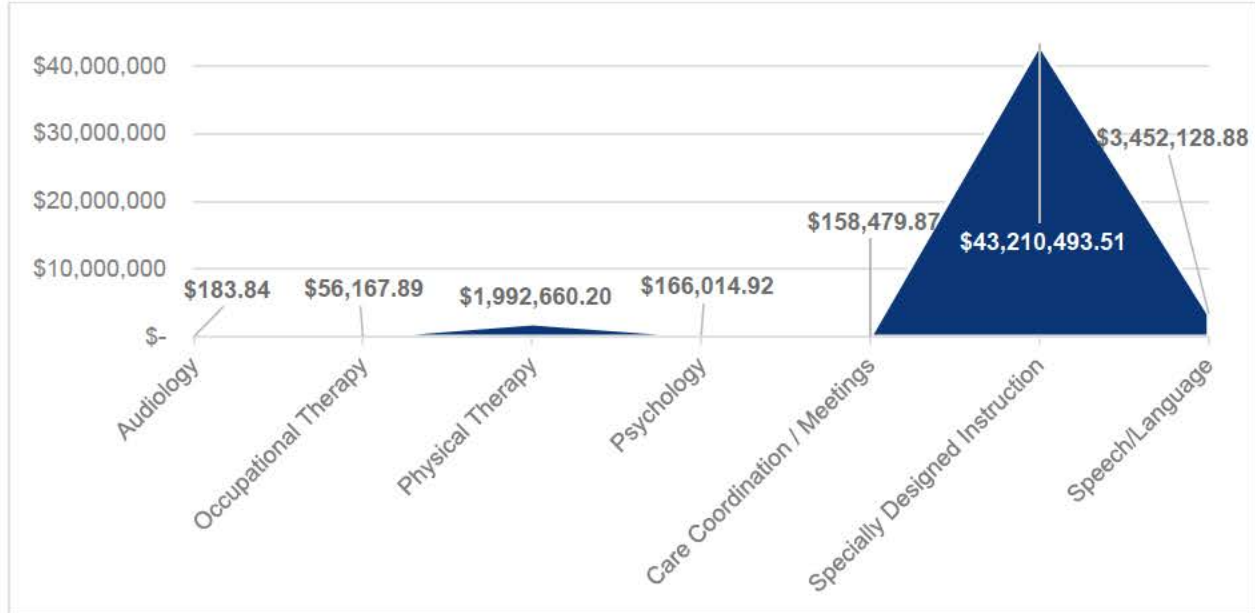 $40,000,000
$30,000,000
$20,000,000
$10,000,000
$-
$183.84
$56,167.89
$1,992,660.20
$166,014.92
$158,479.87
$43,210,493.51
$3,452,128.88
Audiology
Occupational Therapy
Physical Therapy
Psychology
Care Coordination / Meetings
Specially Designed Instruction
Speech/Language